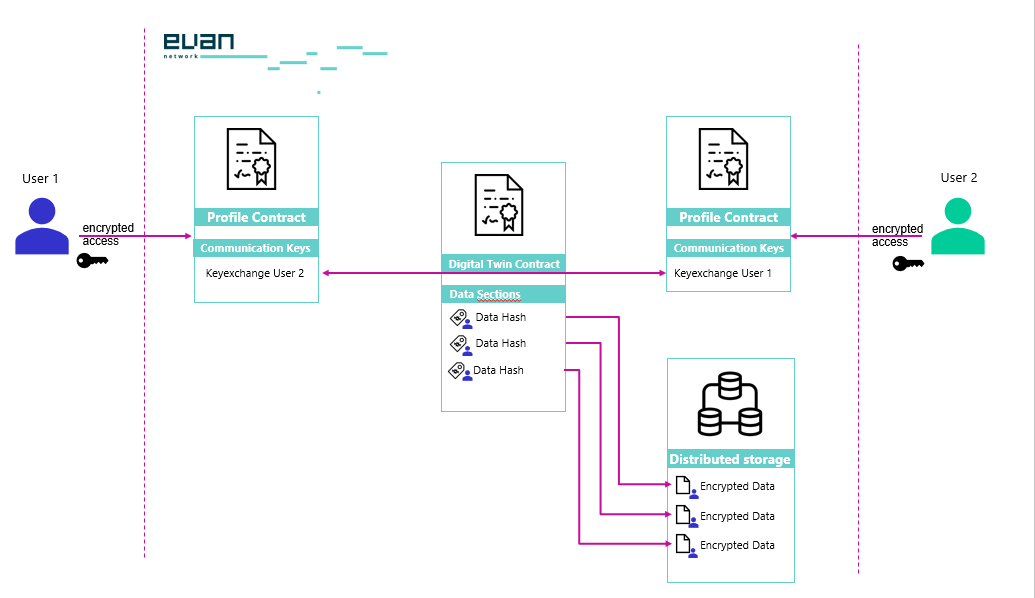 evan
network
User 1
encrypted
access
Profile Contract
Communication Keys
Keyexchange User 2
Digital Twin Contract
Data Sections
Data Hash
Data Hash
Data Hash
Profile Contract
Communication Keys
Keyexchange User 1
User 2
encrypted
access
Distributed storage
Encrypted Data
Encrypted Data
Encrypted Data